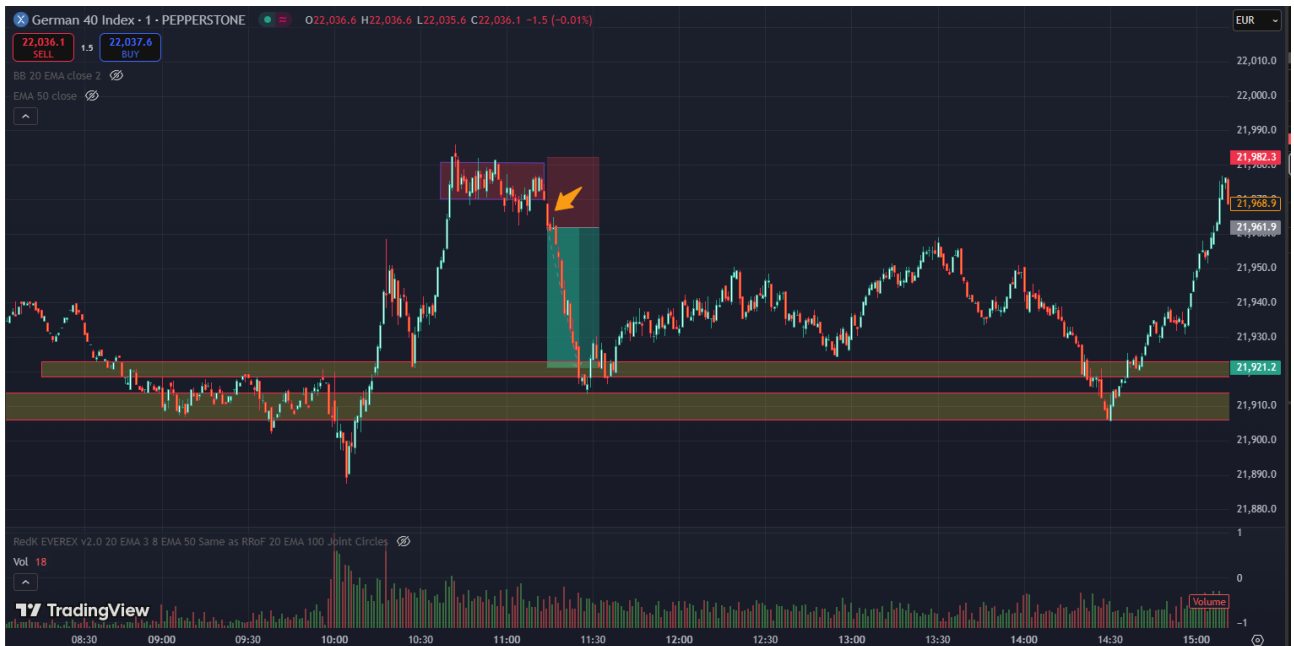 German 40 Index · 1 · PEPPERSTONE O22,036.6 H22,036.6 L22,035.6 C22,036.1 −1.5 (−0.01%)
EUR
22,036.1
SELL
1.5
22,037.6
BUY
BB 20 EMA close 2
EMA 50 close
22,010.0
22,000.0
21,990.0
21,982.3
21,980.0
21,968.9
21,961.9
21,950.0
21,940.0
21,930.0
21,921.2
21,910.0
21,900.0
21,890.0
21,880.0
RedK EVEREX v2.0 20 EMA 3 8 EMA 50 Same as RRoF 20 EMA 100 Joint Circles
1
Vol 18
0
Volume
TradingView
−1
08:30 09:00 09:30 10:00 10:30 11:00 11:30 12:00 12:30 13:00 13:30 14:00 14:30 15:00